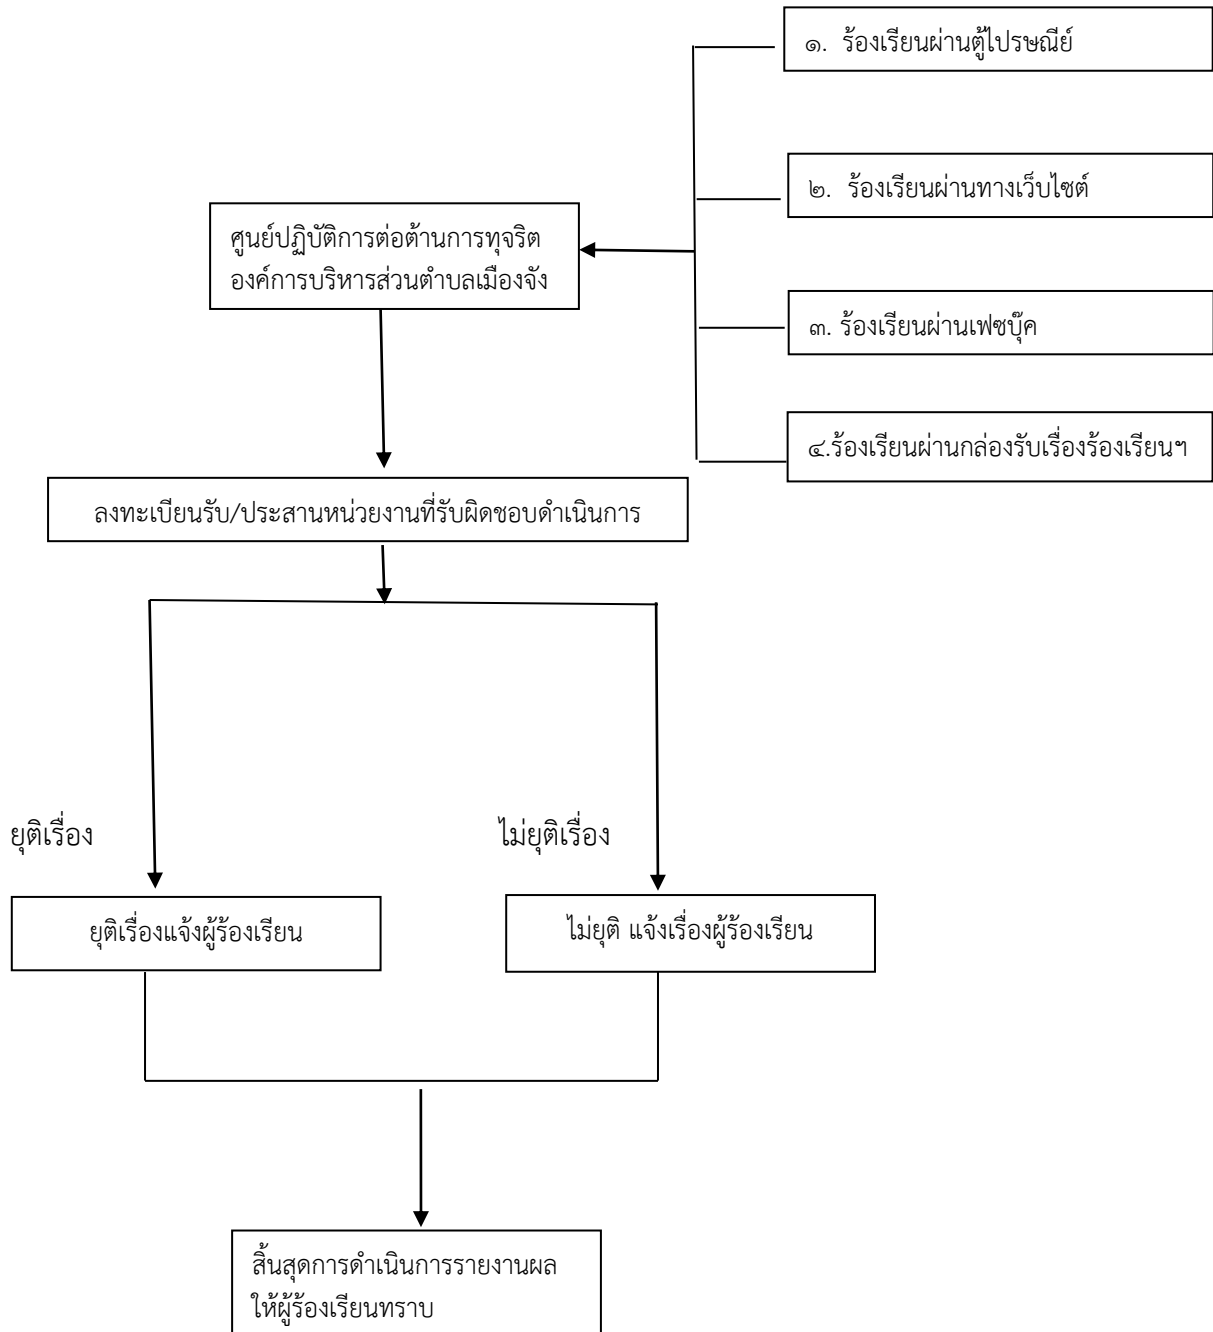 ๑. ร้องเรียนผ่านตู้ไปรษณีย์
๒. ร้องเรียนผ่านทางเว็บไซต์
ศูนย์ปฏิบัติการต่อต้านการทุจริต
องค์การบริหารส่วนตำบลเมืองจัง
๓. ร้องเรียนผ่านเฟซบุ๊ค
๔.ร้องเรียนผ่านกล่องรับเรื่องร้องเรียนฯ
ลงทะเบียนรับ/ประสานหน่วยงานที่รับผิดชอบดำเนินการ
ยุติเรื่อง
ไม่ยุติเรื่อง
ยุติเรื่องแจ้งผู้ร้องเรียน
ไม่ยุติ แจ้งเรื่องผู้ร้องเรียน
สิ้นสุดการดำเนินการรายงานผล
ให้ผู้ร้องเรียนทราบ